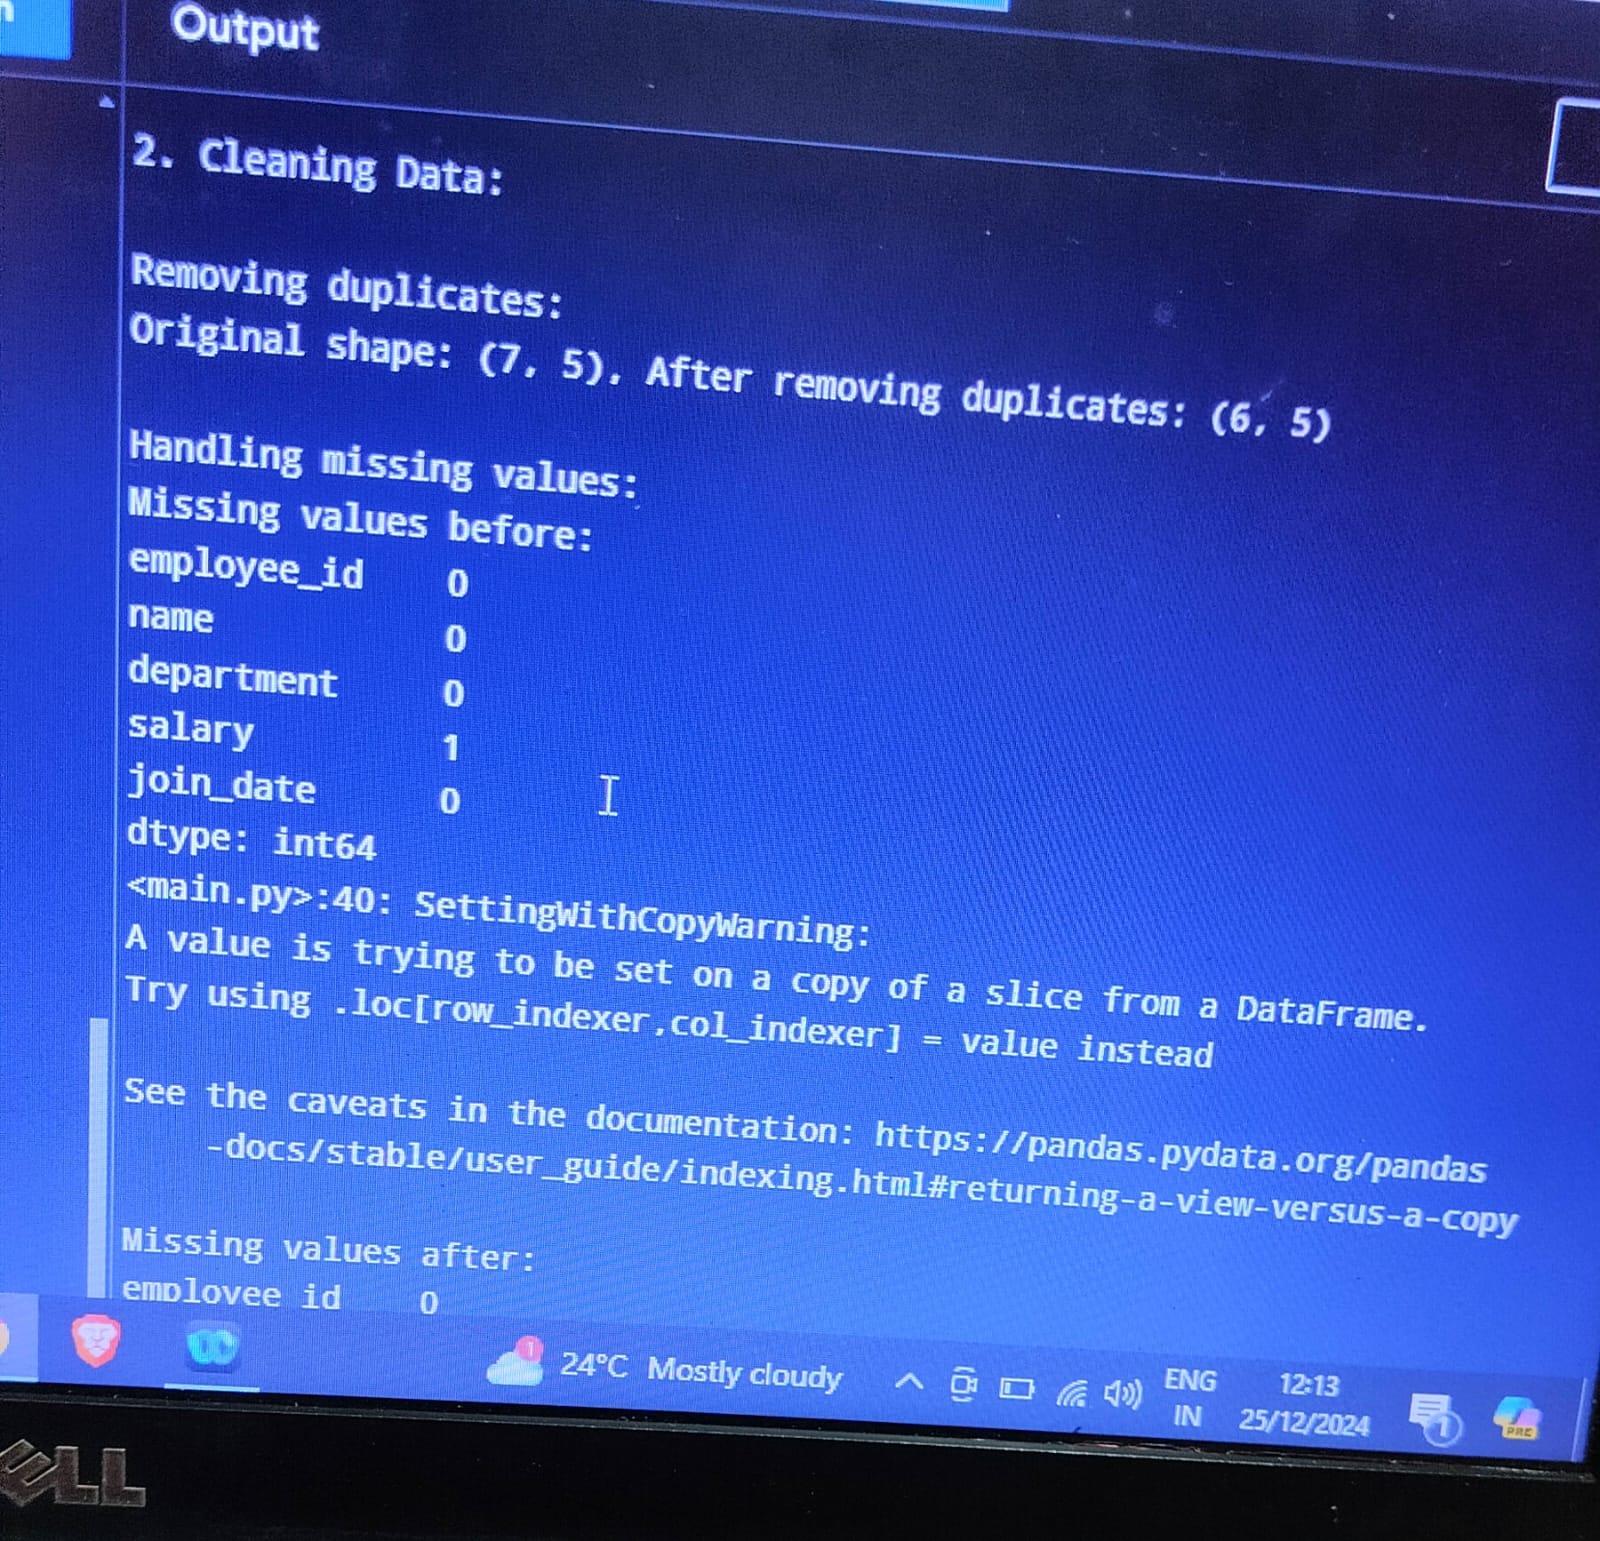 Output
2. Cleaning Data:
Removing duplicates:
Original shape: (7, 5), After removing duplicates: (6, 5)
Handling missing values:
Missing values before:
employee_id 0
name 0
department 0
salary 1
join_date 0
dtype: int64
<main.py>:40: SettingWithCopyWarning:
A value is trying to be set on a copy of a slice from a DataFrame.
Try using .loc[row_indexer,col_indexer] = value instead
See the caveats in the documentation: https://pandas.pydata.org/pandas
-docs/stable/user_guide/indexing.html#returning-a-view-versus-a-copy
Missing values after:
employee_id 0
1
24°C Mostly cloudy
ENG
IN
12:13
25/12/2024
1
PRE
DELL